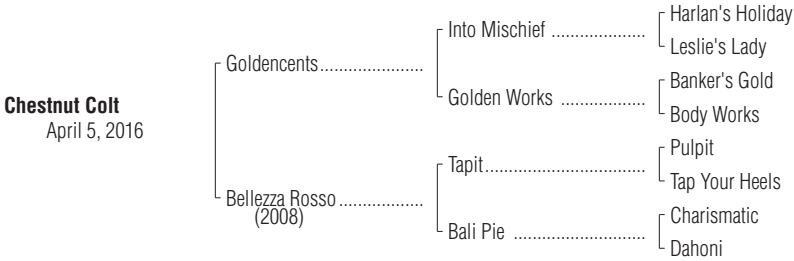 Harlan's Holiday
Into Mischief ....................
Leslie's Lady
Goldencents......................
Banker's Gold
Golden Works ..................
Body Works
Chestnut Colt
April 5, 2016
Pulpit
Tapit..................................
Tap Your Heels
Bellezza Rosso ..................
(2008)
Charismatic
Bali Pie ............................
Dahoni